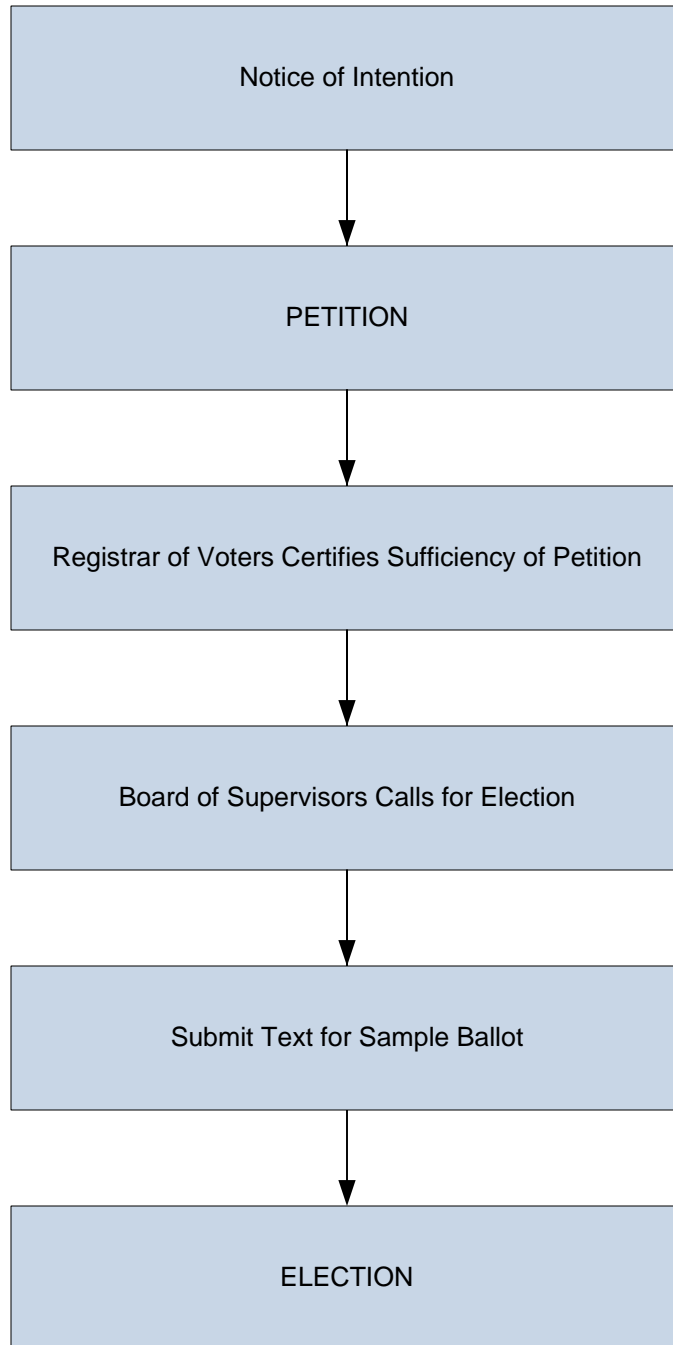 Notice of Intention
PETITION
Registrar of Voters Certifies Sufficiency of Petition
Board of Supervisors Calls for Election
Submit Text for Sample Ballot
ELECTION